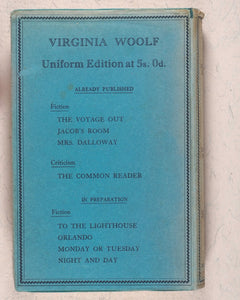 VIRGINIA WOOLF
Uniform Edition at 5s. 0d.
ALREADY PUBLISHED
Fiction
THE VOYAGE OUT
JACOB'S ROOM
MRS. DALLOWAY
Criticism
THE COMMON READER
IN PREPARATION
Fiction
TO THE LIGHTHOUSE
ORLANDO
MONDAY OR TUESDAY
NIGHT AND DAY